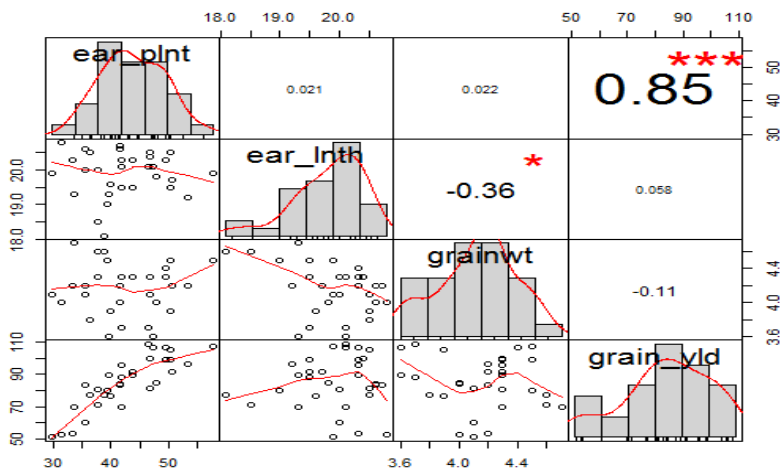 18.0 19.0 20.0 50 70 90 110
ear_plnt 0.021 0.022 0.85 ***
30 40 50
18.0 19.0 20.0
ear_lnth -0.36 * 0.058
grainwt -0.11
3.6 4.0 4.4
50 70 90 110
grain_yld
30 40 50 3.6 4.0 4.4